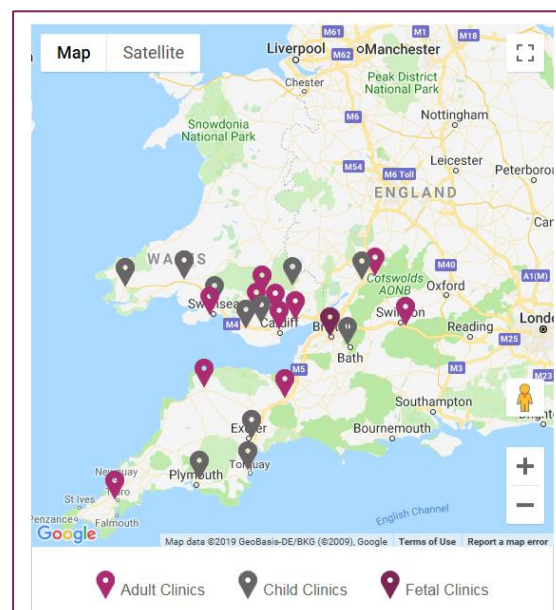 Map Satellite
M61
M1
M18
Liverpool
Manchester
M62
Chester
Peak District
National Park
Snowdonia
National Park
M6
Nottingham
M54
M6 Toll
Leicester
Peterboro
ENGLAND
WALES
M40
Cotswolds
AONB
Oxford
A1(M)
Swansea
M4
Cardiff
Swindon
Bristol
Bath
Reading
London
M3
M5
M23
Southampton
Exeter
Bournemouth
Torquay
Plymouth
Newquay
Truro
St Ives
Penzance
Falmouth
English Channel
Google
Map data ©2019 GeoBasis-DE/BKG (©2009), Google Terms of Use Report a map error
Adult Clinics Child Clinics Fetal Clinics